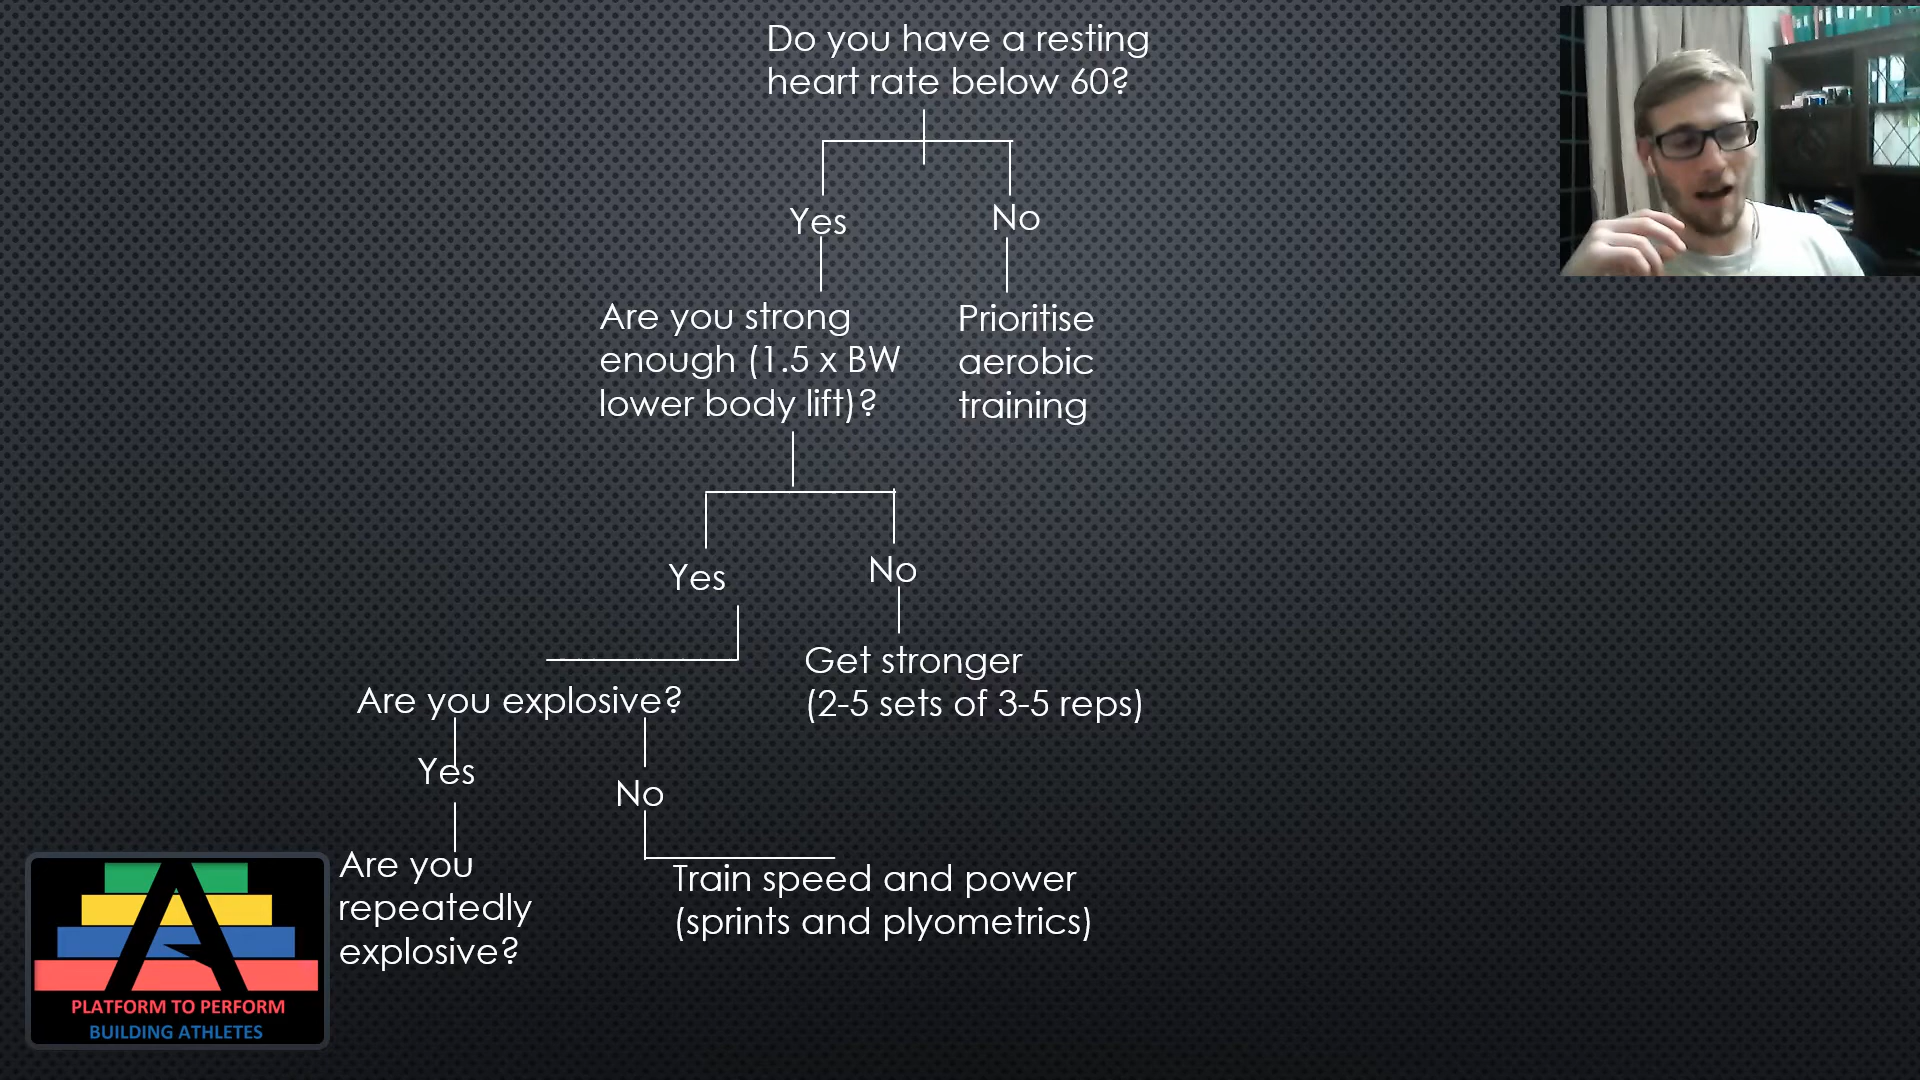 Do you have a resting
heart rate below 60?
Yes
No
Are you strong
enough (1.5 x BW
lower body lift)?
Prioritise
aerobic
training
Yes
No
Get stronger
(2-5 sets of 3-5 reps)
Are you explosive?
Yes
No
Are you
repeatedly
explosive?
Train speed and power
(sprints and plyometrics)
PLATFORM TO PERFORM
BUILDING ATHLETES